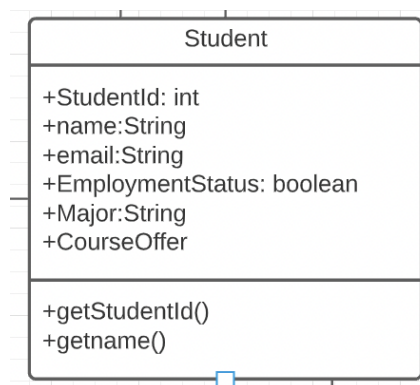 Student
+StudentId: int
+name:String
+email:String
+EmploymentStatus: boolean
+Major:String
+CourseOffer
+getStudentId()
+getname()